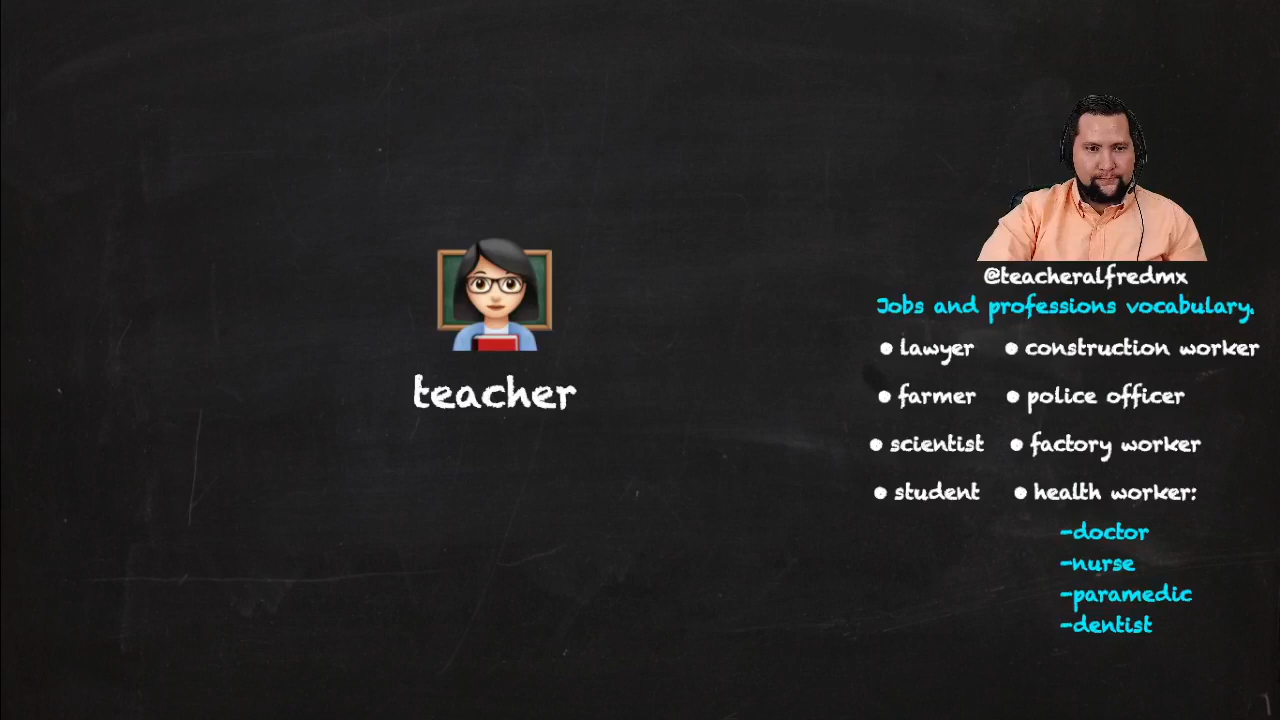 teacher
@teacheralfredmx
Jobs and professions vocabulary.
• lawyer • construction worker
• farmer • police officer
• scientist • factory worker
• student • health worker:
-doctor
-nurse
-paramedic
-dentist